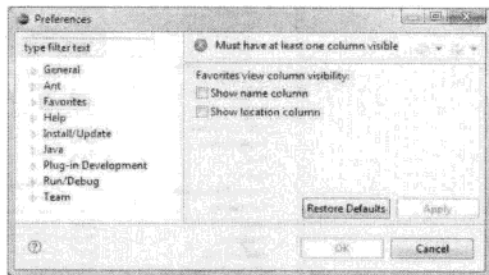 Preferences
type filter text
Must have at least one column visible
General
Ant
Favorites
Help
Install/Update
Java
Plug-in Development
Run/Debug
Team
Favorites view column visibility:
Show name column
Show location column
Restore Defaults
Apply
?
OK
Cancel